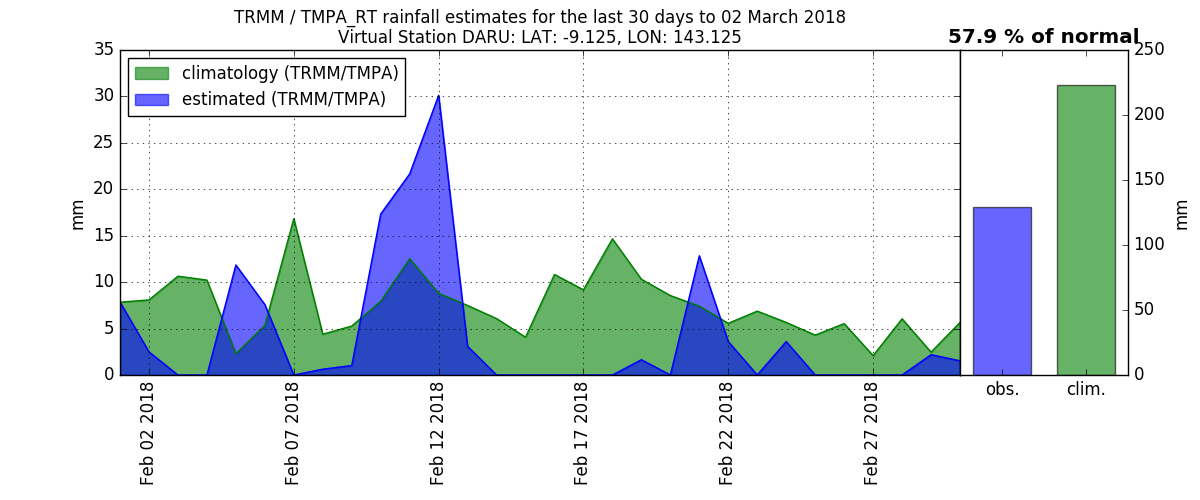 TRMM / TMPA_RT rainfall estimates for the last 30 days to 02 March 2018
Virtual Station DARU: LAT: -9.125, LON: 143.125
57.9 % of normal
climatology (TRMM/TMPA)
estimated (TRMM/TMPA)
35
30
25
20
15
10
5
0
mm
Feb 02 2018
Feb 07 2018
Feb 12 2018
Feb 17 2018
Feb 22 2018
Feb 27 2018
250
200
150
100
50
0
mm
obs.
clim.